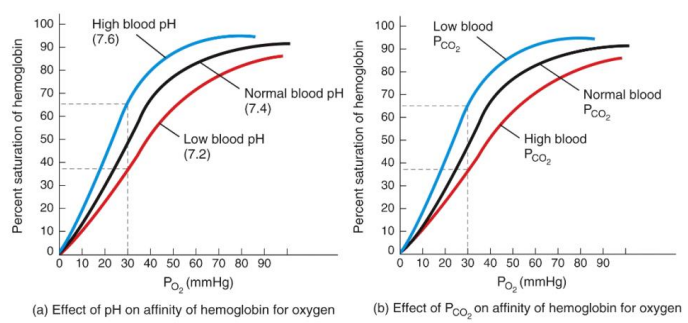 Percent saturation of hemoglobin
100
90
80
70
60
50
40
30
20
10
0
High blood pH
(7.6)
Normal blood pH
(7.4)
Low blood pH
(7.2)
0 10 20 30 40 50 60 70 80 90
PO2 (mmHg)
(a) Effect of pH on affinity of hemoglobin for oxygen
Percent saturation of hemoglobin
100
90
80
70
60
50
40
30
20
10
0
Low blood
PCO2
Normal blood
PCO2
High blood
PCO2
0 10 20 30 40 50 60 70 80 90
PO2 (mmHg)
(b) Effect of PCO2 on affinity of hemoglobin for oxygen